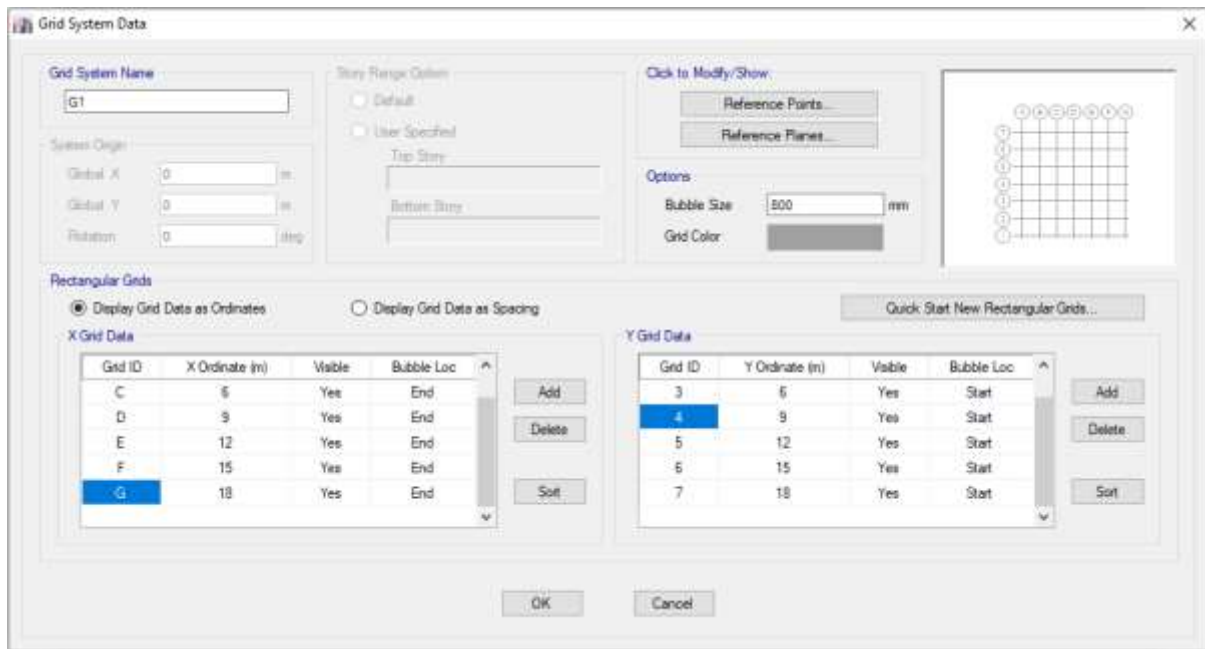 Grid System Data
Grid System Name
G1
System Origin
Global X 0 m
Global Y 0 m
Rotation 0 deg
Story Range Option
Default
User Specified
Top Story
Bottom Story
Click to Modify/Show:
Reference Points...
Reference Planes...
Options
Bubble Size 800 mm
Grid Color
Rectangular Grids
Display Grid Data as Ordinates Display Grid Data as Spacing Quick Start New Rectangular Grids...
X Grid Data
Grid ID X Ordinate (m) Visible Bubble Loc
C 6 Yes End
D 9 Yes End
E 12 Yes End
F 15 Yes End
G 18 Yes End
Add
Delete
Sort
Y Grid Data
Grid ID Y Ordinate (m) Visible Bubble Loc
3 6 Yes Start
4 9 Yes Start
5 12 Yes Start
6 15 Yes Start
7 18 Yes Start
Add
Delete
Sort
OK Cancel